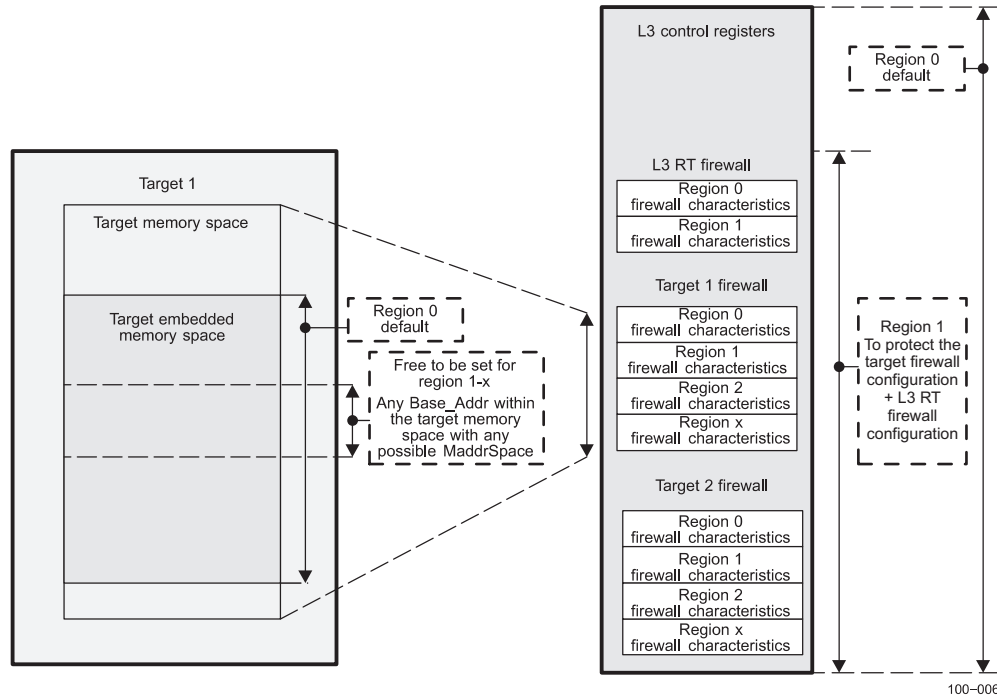 L3 control registers
Region 0
default
Target 1
Target memory space
Target embedded
memory space
Region 0
default
Free to be set for
region 1-x
Any Base_Addr within
the target memory
space with any
possible MaddrSpace
L3 RT firewall
Region 0
firewall characteristics
Region 1
firewall characteristics
Target 1 firewall
Region 0
firewall characteristics
Region 1
firewall characteristics
Region 2
firewall characteristics
Region x
firewall characteristics
Target 2 firewall
Region 0
firewall characteristics
Region 1
firewall characteristics
Region 2
firewall characteristics
Region x
firewall characteristics
Region 1
To protect the
target firewall
configuration
+ L3 RT
firewall
configuration
100-006